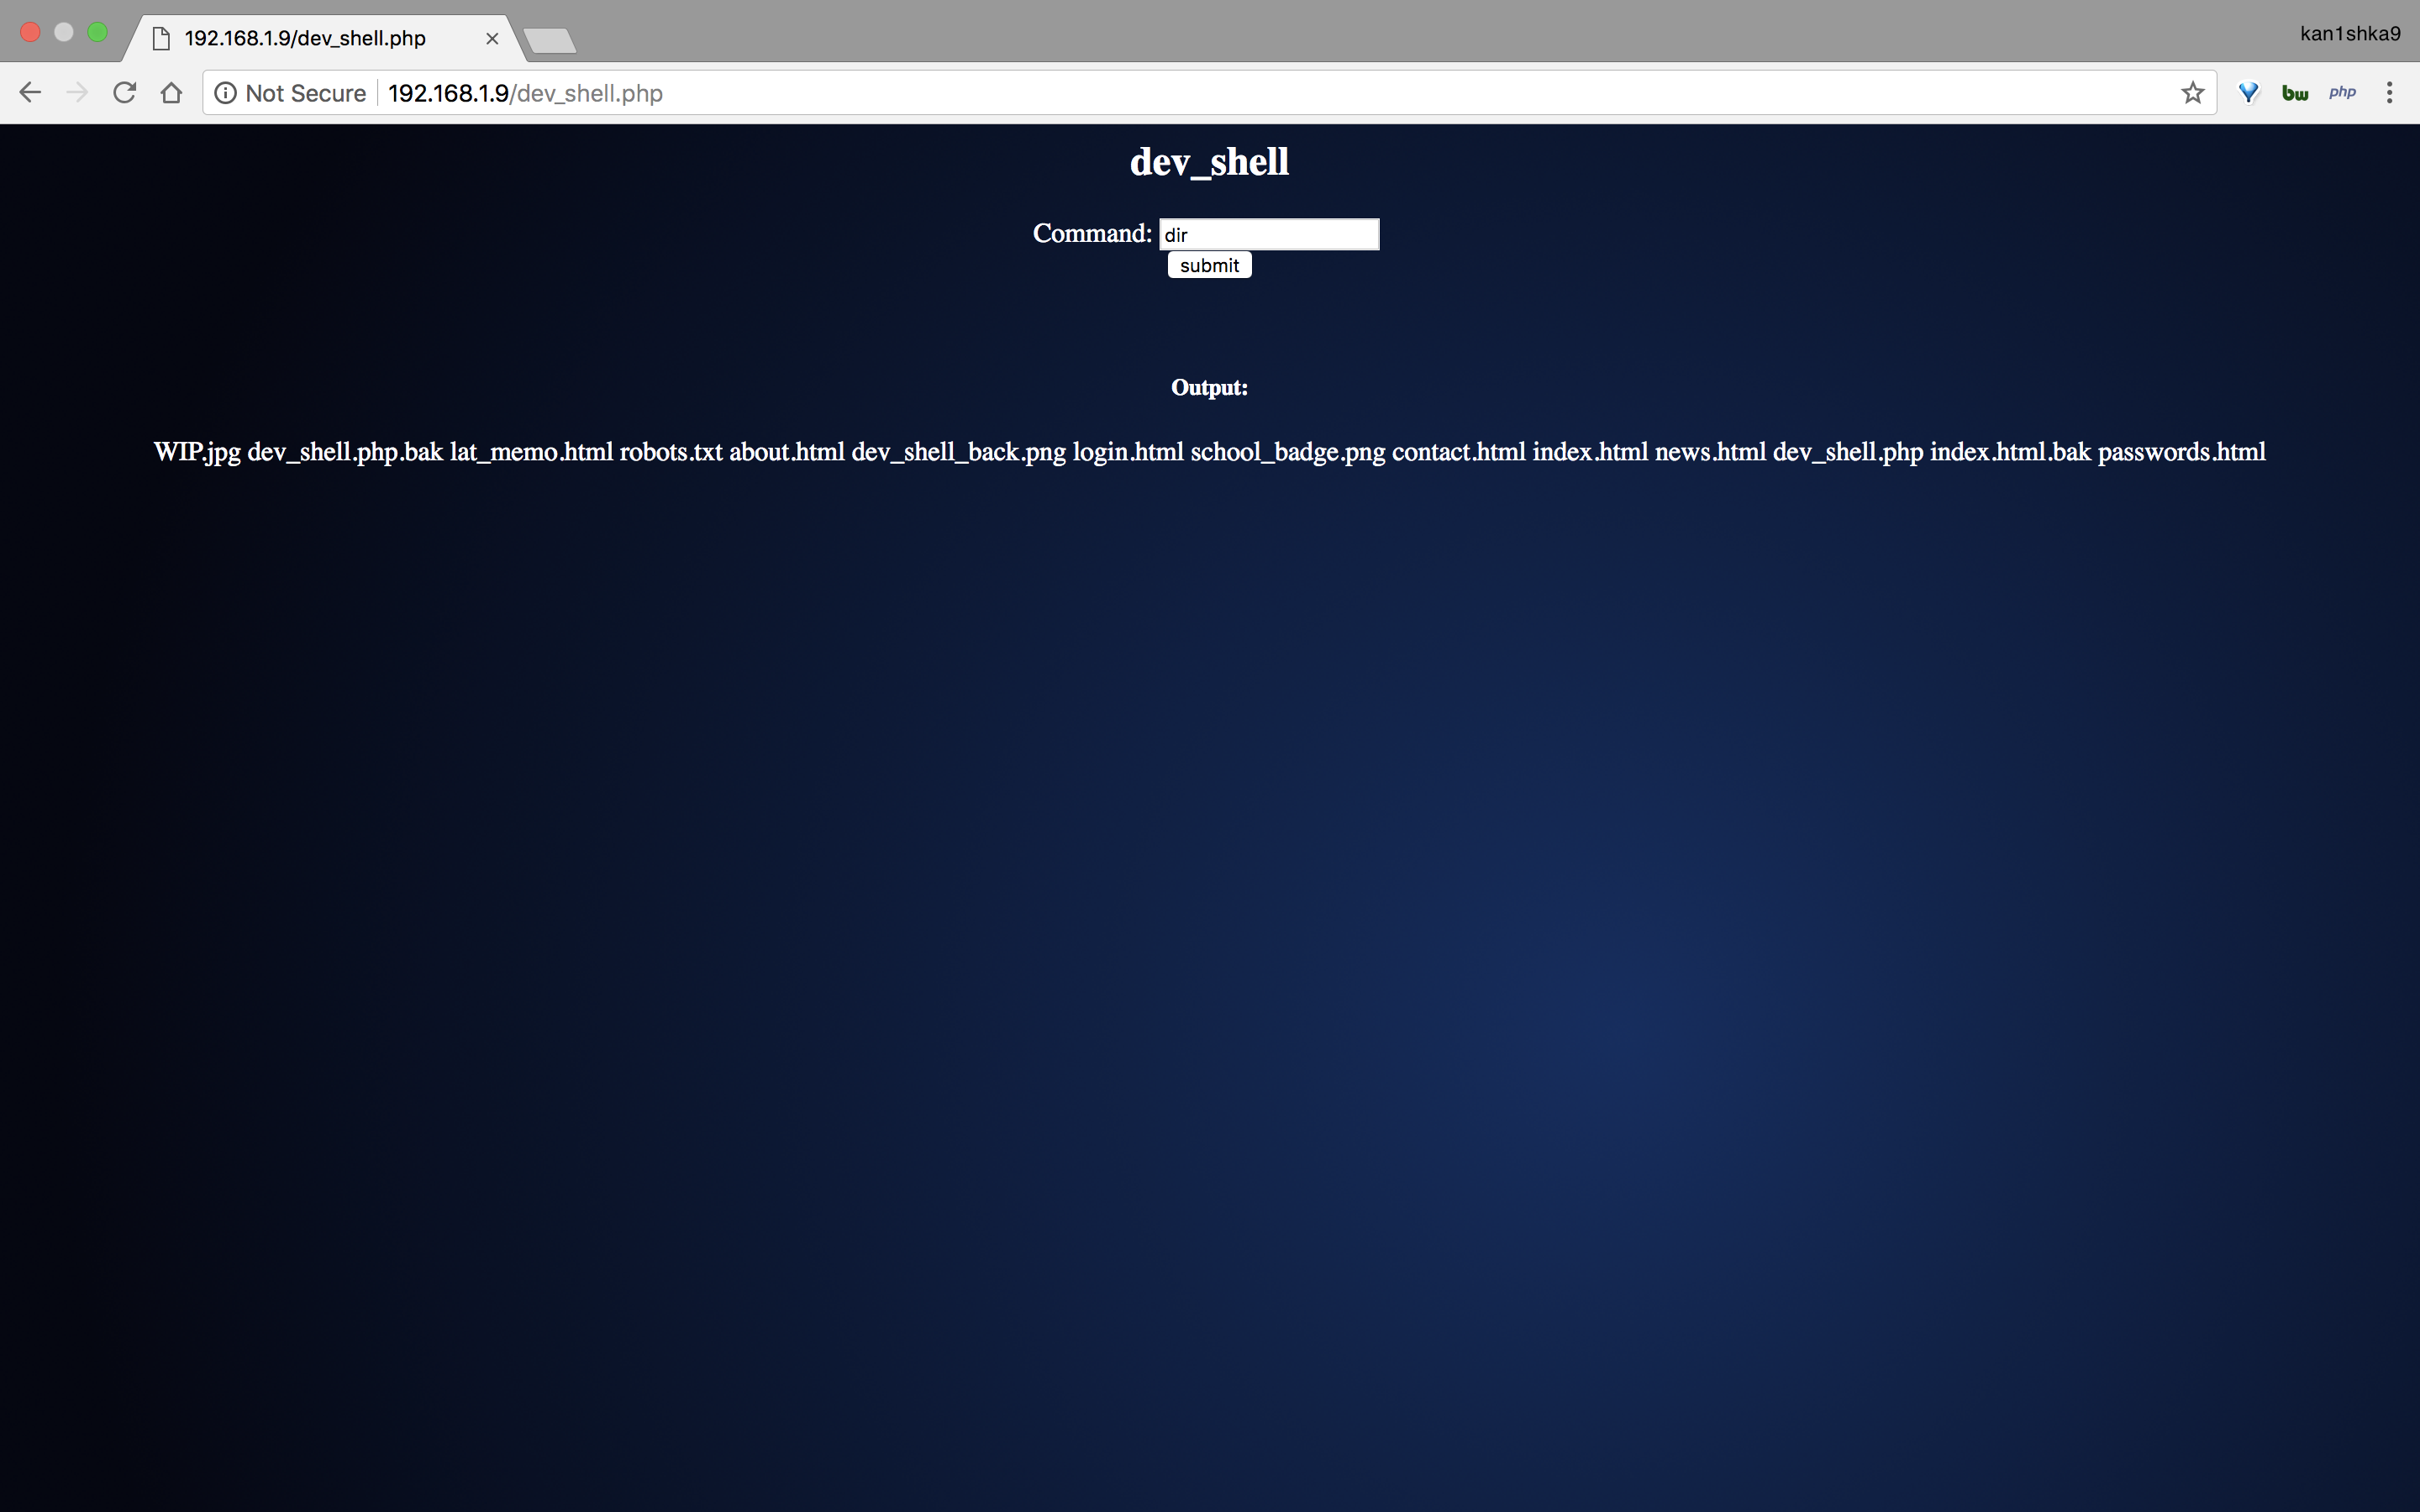 192.168.1.9/dev_shell.php
kan1shka9
Not Secure 192.168.1.9/dev_shell.php
bw php
dev_shell
Command: dir
submit
Output:
WIP.jpg dev_shell.php.bak lat_memo.html robots.txt about.html dev_shell_back.png login.html school_badge.png contact.html index.html news.html dev_shell.php index.html.bak passwords.html